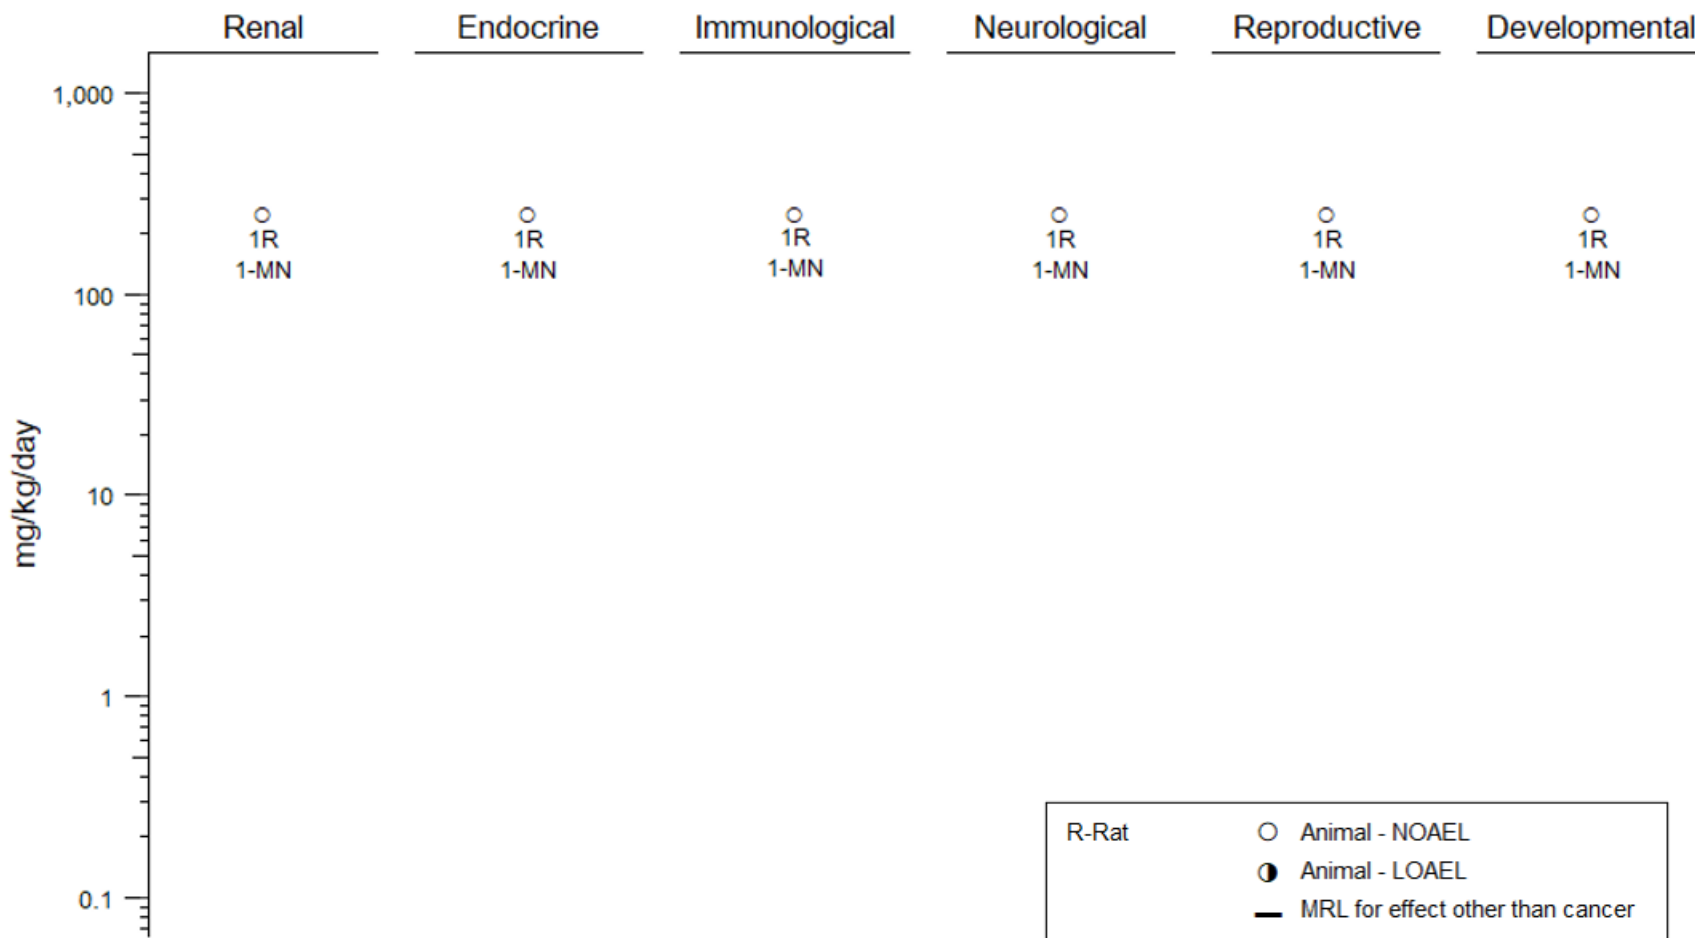 Renal Endocrine Immunological Neurological Reproductive Developmental
1,000
1R 1R 1R 1R 1R 1R
1-MN 1-MN 1-MN 1-MN 1-MN 1-MN
100
mg/kg/day
10
1
0.1
R-Rat
Animal - NOAEL
Animal - LOAEL
MRL for effect other than cancer